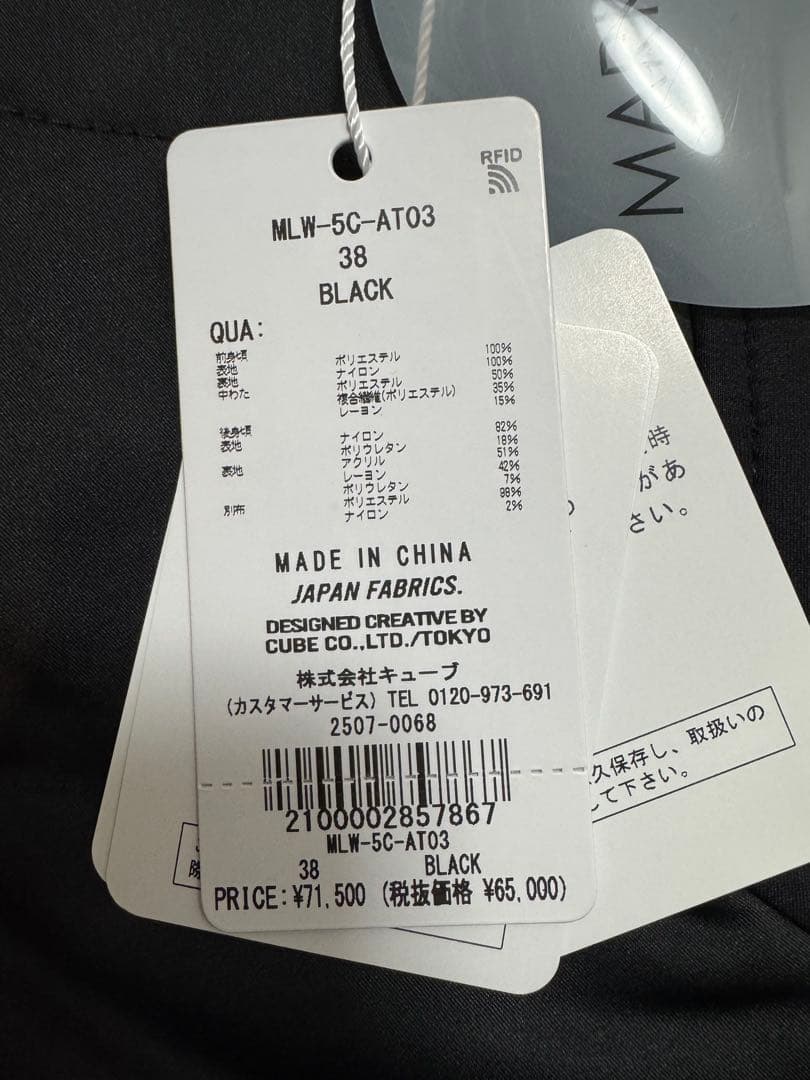 MAR
RFID
MLW-5C-AT03
38
BLACK
QUA:
前身頃
表地 ポリエステル 100%
裏地 ナイロン 100%
中わた ポリエステル 50%
複合繊維(ポリエステル) 35%
レーヨン 15%
後身頃
表地 ナイロン 82%
ポリウレタン 18%
裏地 アクリル 51%
レーヨン 42%
ポリウレタン 7%
別布 ポリエステル 98%
ナイロン 2%
MADE IN CHINA
JAPAN FABRICS.
DESIGNED CREATIVE BY
CUBE CO.,LTD./TOKYO
株式会社キューブ
(カスタマーサービス) TEL 0120-973-691
2507-0068
2100002857867
MLW-5C-AT03
38 BLACK
PRICE:¥71,500 (税抜価格 ¥65,000)
時
があ
さい。
久保存し、取扱いの
して下さい。